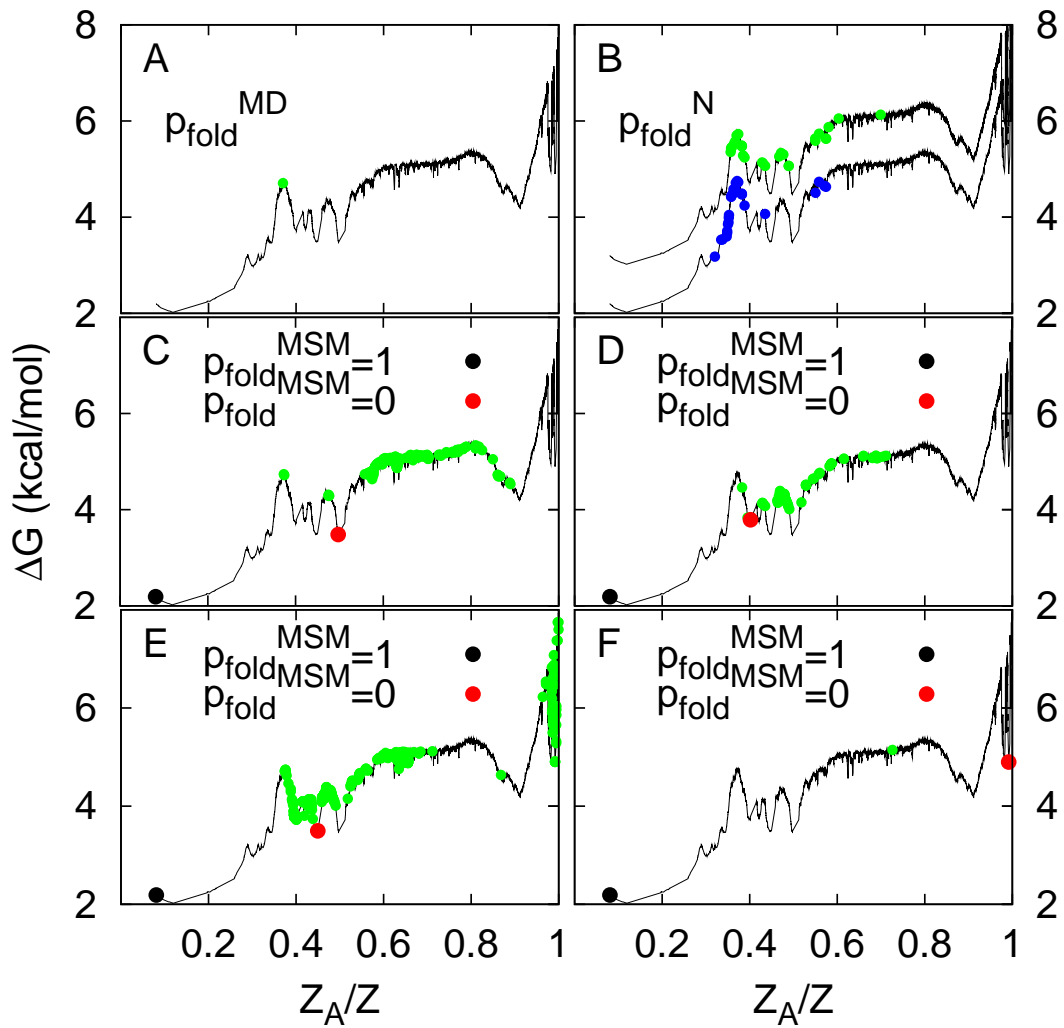 ΔG (kcal/mol)
8
6
4
2
A
p_fold^MD
B
p_fold^N
8
6
4
2
6
4
2
C
p_fold^MSM=1
p_fold^MSM=0
D
p_fold^MSM=1
p_fold^MSM=0
2
6
4
2
6
4
2
E
p_fold^MSM=1
p_fold^MSM=0
F
p_fold^MSM=1
p_fold^MSM=0
6
4
2
0.2 0.4 0.6 0.8
0.2 0.4 0.6 0.8 1
Z_A/Z
Z_A/Z